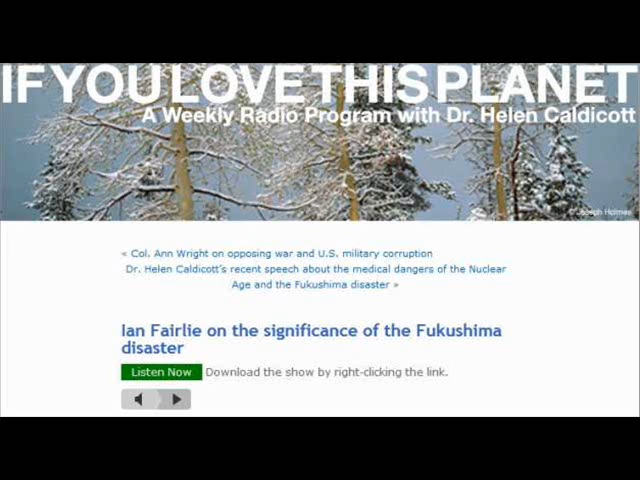 IF YOU LOVE THIS PLANET
A Weekly Radio Program with Dr. Helen Caldicott
© Joseph Holmes
« Col. Ann Wright on opposing war and U.S. military corruption
Dr. Helen Caldicott's recent speech about the medical dangers of the Nuclear
Age and the Fukushima disaster »
Ian Fairlie on the significance of the Fukushima
disaster
Listen Now Download the show by right-clicking the link.